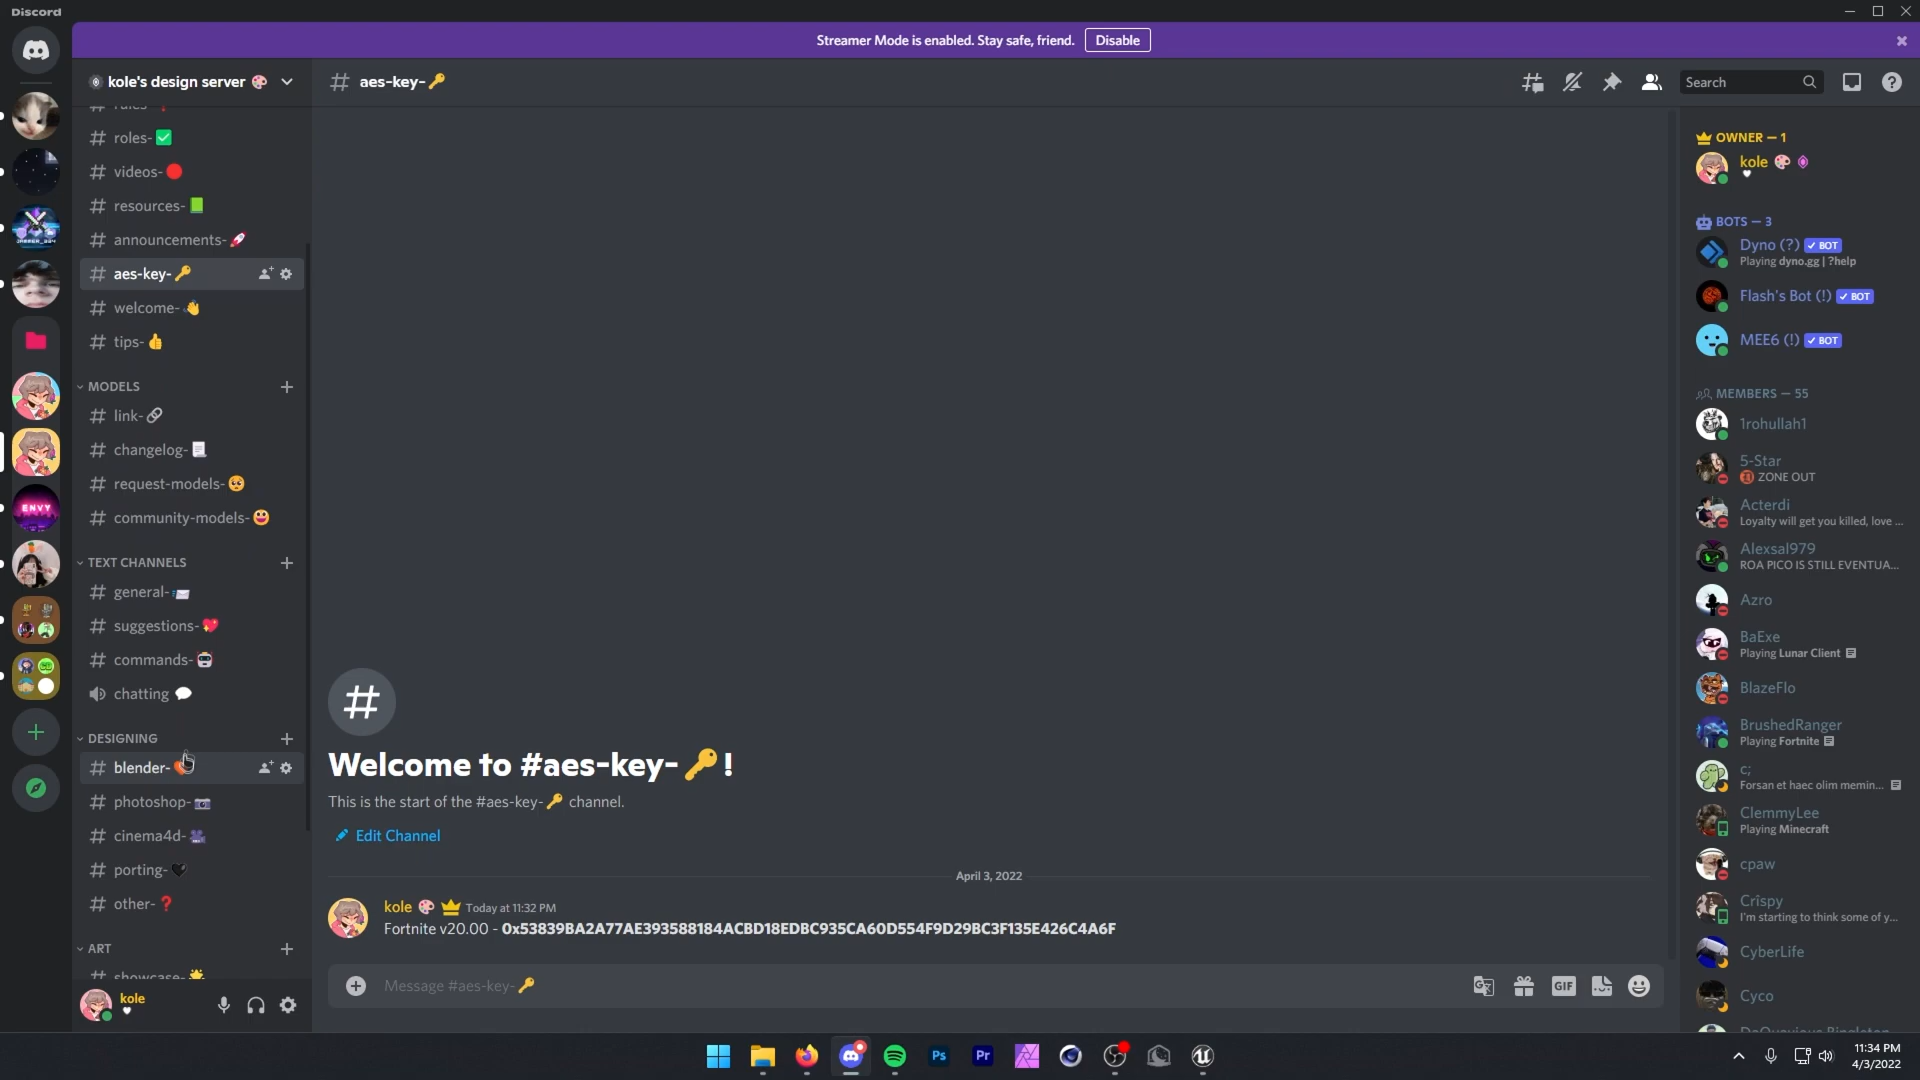 Discord
Streamer Mode is enabled. Stay safe, friend.
Disable
kole's design server
aes-key-🔑
Search
roles-✅
videos-🔴
resources-📗
announcements-🚀
aes-key-🔑
welcome-👋
tips-👍
MODELS
link-🔗
changelog-📃
request-models-🥺
community-models-😃
TEXT CHANNELS
general-📨
suggestions-💖
commands-🤖
chatting 💬
DESIGNING
blender-
photoshop-📷
cinema4d-🎥
porting-🖤
other-❓
ART
showcase-🌟
kole
ENVY
Welcome to #aes-key-🔑!
This is the start of the #aes-key-🔑 channel.
Edit Channel
April 3, 2022
kole 🎨 Today at 11:32 PM
Fortnite v20.00 - 0x53839BA2A77AE393588184ACBD18EDBC935CA60D554F9D29BC3F135E426C4A6F
Message #aes-key-🔑
GIF
OWNER — 1
kole 🎨
BOTS — 3
Dyno (?) ✓ BOT
Playing dyno.gg | ?help
Flash's Bot (!) ✓ BOT
MEE6 (!) ✓ BOT
MEMBERS — 55
1rohullah1
5-Star
ZONE OUT
Acterdi
Loyalty will get you killed, love ...
Alexsal979
ROA PICO IS STILL EVENTUA...
Azro
BaExe
Playing Lunar Client
BlazeFlo
BrushedRanger
Playing Fortnite
c;
Forsan et haec olim memin...
ClemmyLee
Playing Minecraft
cpaw
Crîspy
I'm starting to think some of y...
CyberLife
Cyco
Ps
Pr
11:34 PM
4/3/2022